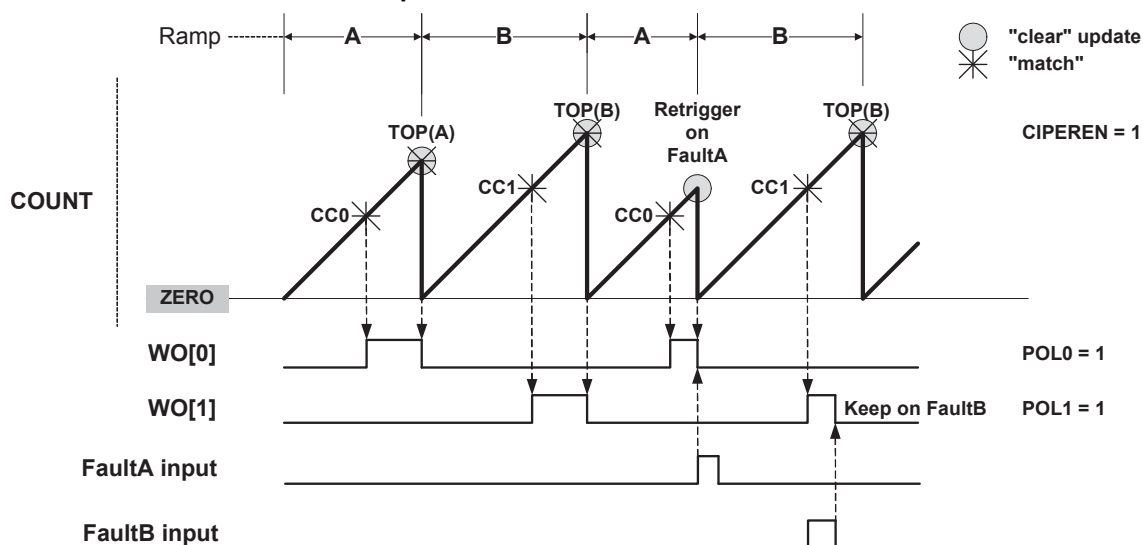 Ramp A B A B
"clear" update
"match"
TOP(A) TOP(B) Retrigger on FaultA TOP(B)
CIPEREN = 1
COUNT
CC0 CC1 CC0 CC1
ZERO
WO[0] POL0 = 1
WO[1] Keep on FaultB POL1 = 1
FaultA input
FaultB input